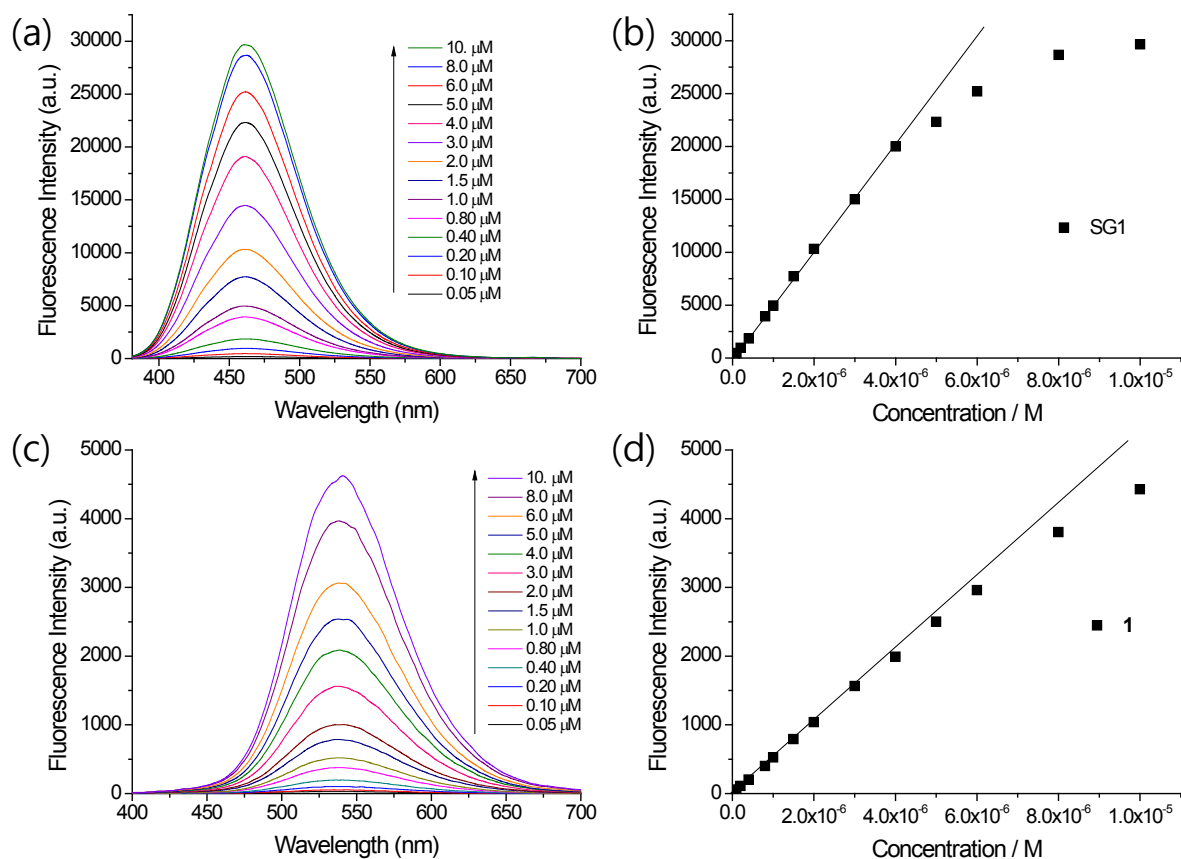 (a)
Fluorescence Intensity (a.u.)
30000
25000
20000
15000
10000
5000
0
400
450
500
550
600
650
700
Wavelength (nm)
10. µM
8.0 µM
6.0 µM
5.0 µM
4.0 µM
3.0 µM
2.0 µM
1.5 µM
1.0 µM
0.80 µM
0.40 µM
0.20 µM
0.10 µM
0.05 µM
(b)
Fluorescence Intensity (a.u.)
30000
25000
20000
15000
10000
5000
0
0.0
2.0x10⁻⁶
4.0x10⁻⁶
6.0x10⁻⁶
8.0x10⁻⁶
1.0x10⁻⁵
Concentration / M
SG1
(c)
Fluorescence Intensity (a.u.)
5000
4000
3000
2000
1000
0
400
450
500
550
600
650
700
Wavelength (nm)
10. µM
8.0 µM
6.0 µM
5.0 µM
4.0 µM
3.0 µM
2.0 µM
1.5 µM
1.0 µM
0.80 µM
0.40 µM
0.20 µM
0.10 µM
0.05 µM
(d)
Fluorescence Intensity (a.u.)
5000
4000
3000
2000
1000
0
0.0
2.0x10⁻⁶
4.0x10⁻⁶
6.0x10⁻⁶
8.0x10⁻⁶
1.0x10⁻⁵
Concentration / M
1